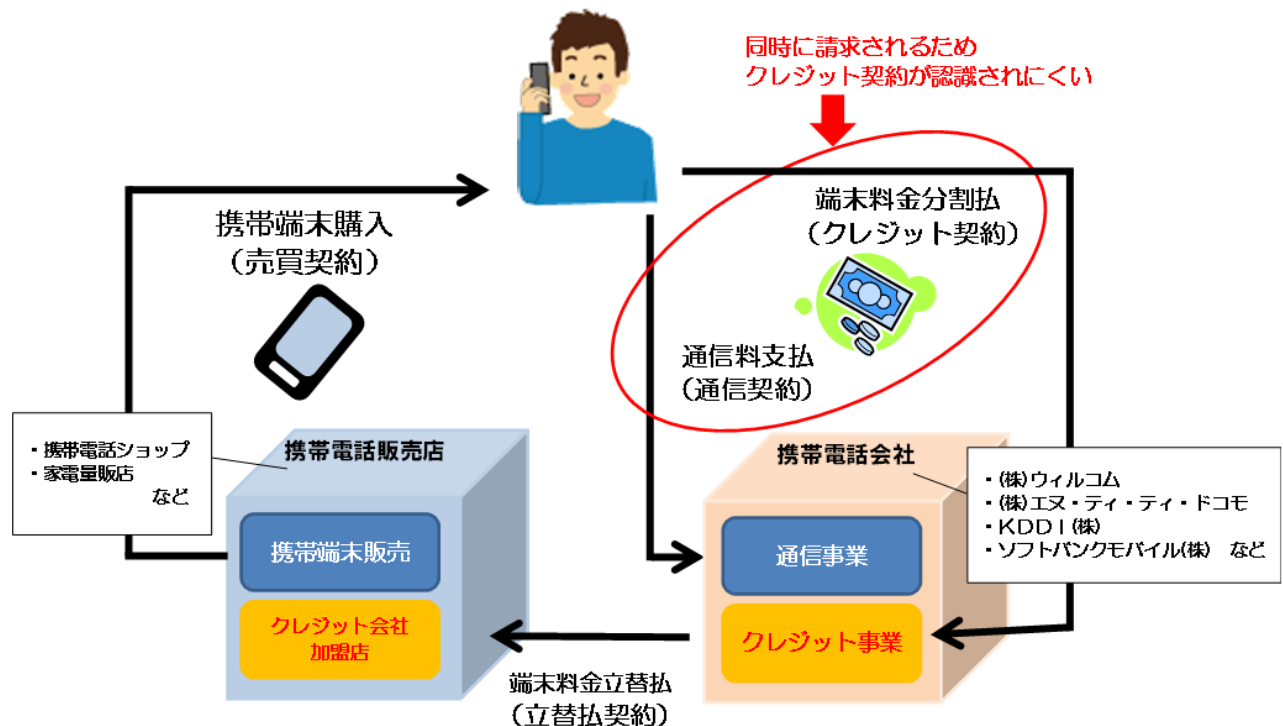 同時に請求されるため
クレジット契約が認識されにくい
携帯端末購入
（売買契約）
端末料金分割払
（クレジット契約）
通信料支払
（通信契約）
・携帯電話ショップ
・家電量販店
など
携帯電話販売店
携帯端末販売
クレジット会社
加盟店
携帯電話会社
通信事業
クレジット事業
・(株)ウィルコム
・(株)エヌ・ティ・ティ・ドコモ
・KDDI(株)
・ソフトバンクモバイル(株)　など
端末料金立替払
（立替払契約）